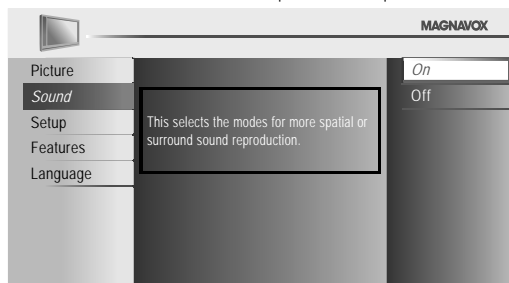 MAGNAVOX
Picture
Sound
Setup
Features
Language
This selects the modes for more spatial or
surround sound reproduction.
On
Off